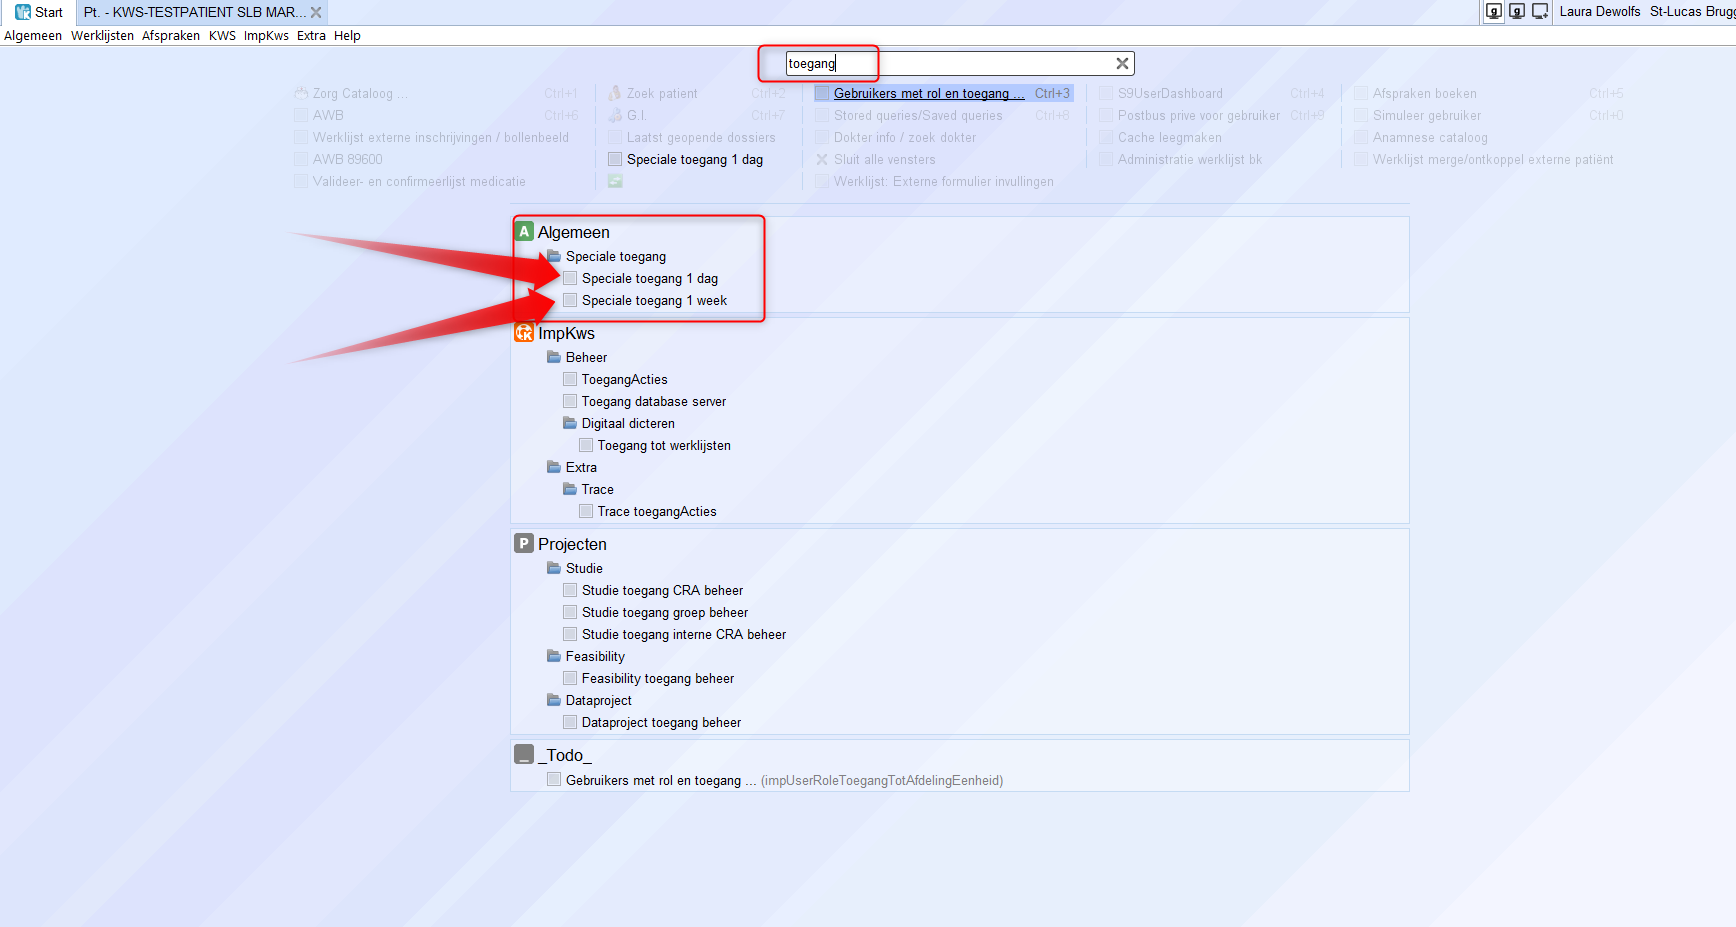 Start Pt. - KWS-TESTPATIENT SLB MAR... Laura Dewolfs St-Lucas Brugg
Algemeen Werklijsten Afspraken KWS ImpKws Extra Help
toegang
Zorg Cataloog ... Ctrl+1 Zoek patient Ctrl+2 Gebruikers met rol en toegang ... Ctrl+3 S9UserDashboard Ctrl+4 Afspraken boeken Ctrl+5
AWB Ctrl+6 G.I. Ctrl+7 Stored queries/Saved queries Ctrl+8 Postbus prive voor gebruiker Ctrl+9 Simuleer gebruiker Ctrl+0
Werklijst externe inschrijvingen / bollenbeeld Laatst geopende dossiers Dokter info / zoek dokter Cache leegmaken Anamnese cataloog
AWB 89600 Speciale toegang 1 dag Sluit alle vensters Administratie werklijst bk Werklijst merge/ontkoppel externe patiënt
Valideer- en confirmeerlijst medicatie Werklijst: Externe formulier invullingen
A Algemeen
Speciale toegang
Speciale toegang 1 dag
Speciale toegang 1 week
ImpKws
Beheer
ToegangActies
Toegang database server
Digitaal dicteren
Toegang tot werklijsten
Extra
Trace
Trace toegangActies
P Projecten
Studie
Studie toegang CRA beheer
Studie toegang groep beheer
Studie toegang interne CRA beheer
Feasibility
Feasibility toegang beheer
Dataproject
Dataproject toegang beheer
_ _Todo_
Gebruikers met rol en toegang ... (impUserRoleToegangTotAfdelingEenheid)